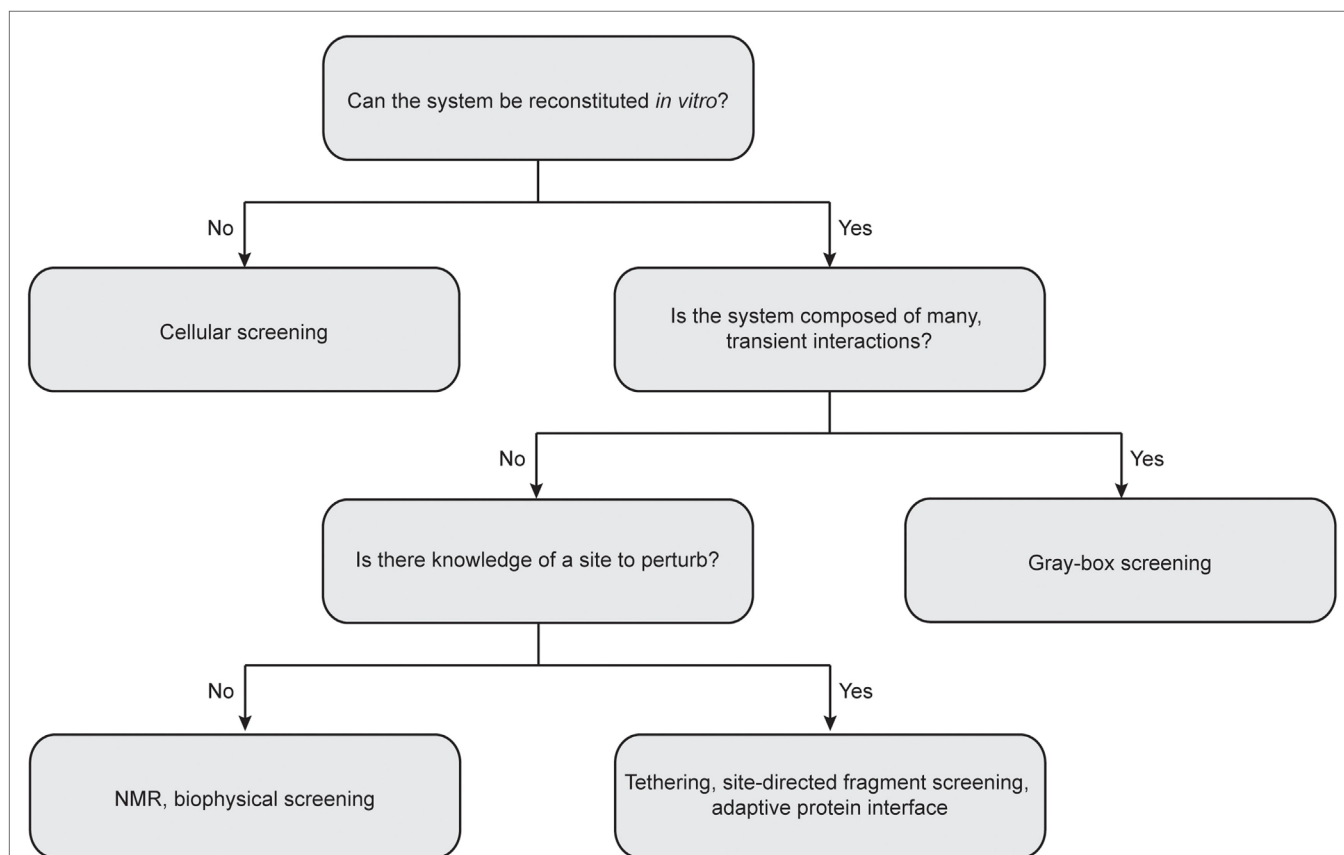 Can the system be reconstituted in vitro?
No
Yes
Cellular screening
Is the system composed of many,
transient interactions?
No
Yes
Is there knowledge of a site to perturb?
Gray-box screening
No
Yes
NMR, biophysical screening
Tethering, site-directed fragment screening,
adaptive protein interface